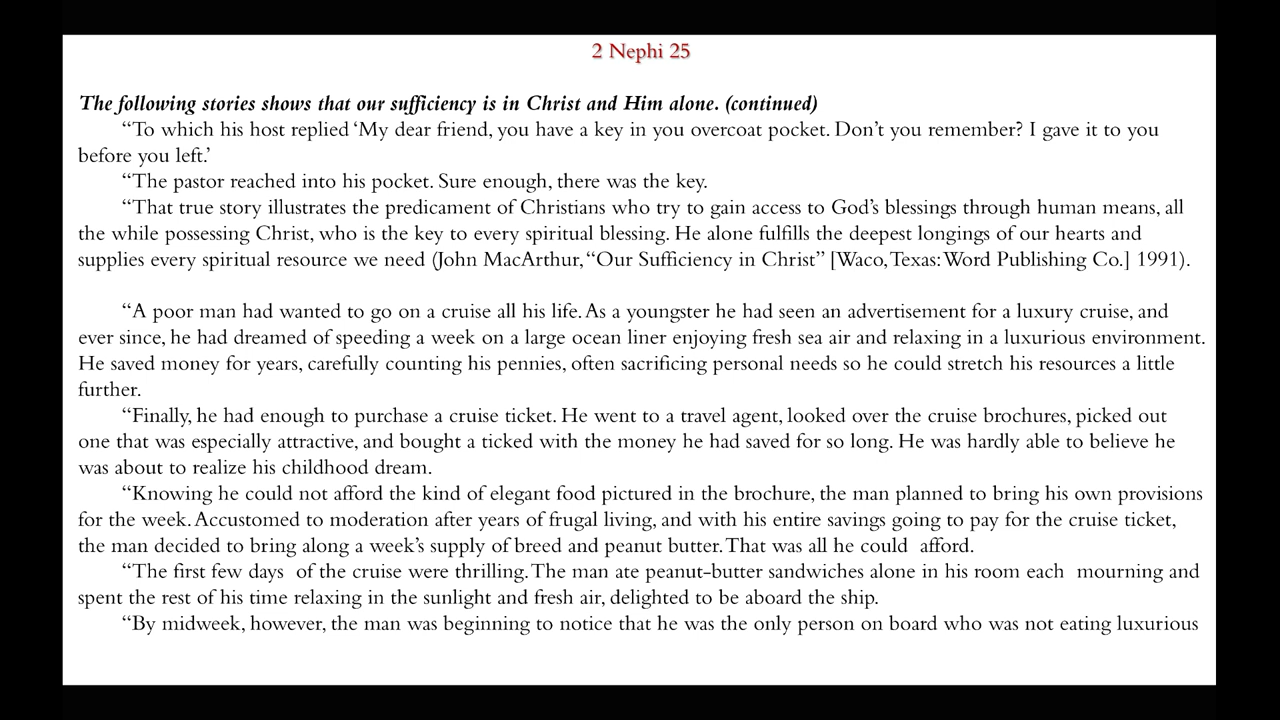 2 Nephi 25
The following stories shows that our sufficiency is in Christ and Him alone. (continued)
“To which his host replied ‘My dear friend, you have a key in you overcoat pocket. Don’t you remember? I gave it to you
before you left.’
“The pastor reached into his pocket. Sure enough, there was the key.
“That true story illustrates the predicament of Christians who try to gain access to God’s blessings through human means, all
the while possessing Christ, who is the key to every spiritual blessing. He alone fulfills the deepest longings of our hearts and
supplies every spiritual resource we need (John MacArthur, “Our Sufficiency in Christ” [Waco, Texas: Word Publishing Co.] 1991).
“A poor man had wanted to go on a cruise all his life. As a youngster he had seen an advertisement for a luxury cruise, and
ever since, he had dreamed of speeding a week on a large ocean liner enjoying fresh sea air and relaxing in a luxurious environment.
He saved money for years, carefully counting his pennies, often sacrificing personal needs so he could stretch his resources a little
further.
“Finally, he had enough to purchase a cruise ticket. He went to a travel agent, looked over the cruise brochures, picked out
one that was especially attractive, and bought a ticked with the money he had saved for so long. He was hardly able to believe he
was about to realize his childhood dream.
“Knowing he could not afford the kind of elegant food pictured in the brochure, the man planned to bring his own provisions
for the week. Accustomed to moderation after years of frugal living, and with his entire savings going to pay for the cruise ticket,
the man decided to bring along a week’s supply of breed and peanut butter. That was all he could afford.
“The first few days of the cruise were thrilling. The man ate peanut-butter sandwiches alone in his room each mourning and
spent the rest of his time relaxing in the sunlight and fresh air, delighted to be aboard the ship.
“By midweek, however, the man was beginning to notice that he was the only person on board who was not eating luxurious